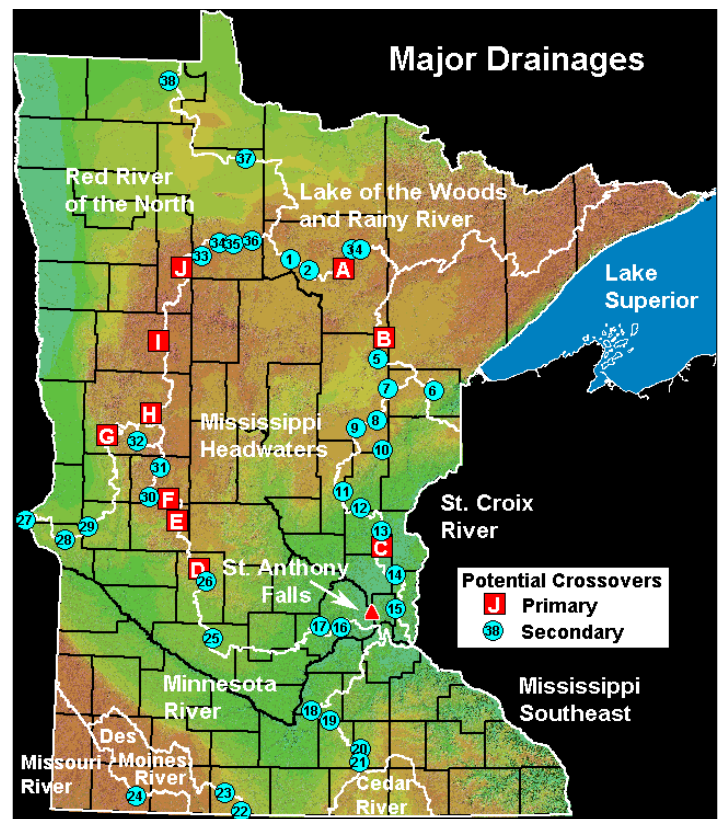 Major Drainages
38
37
Red River
of the North
Lake of the Woods
and Rainy River
34
35
36
33
J
1
2
34
A
Lake
Superior
I
B
5
7
6
H
G
32
Mississippi
Headwaters
9
8
10
31
30
F
E
11
12
St. Croix
River
27
28
29
13
C
D
26
St. Anthony
Falls
14
15
Potential Crossovers
J Primary
38 Secondary
25
17
16
Minnesota
River
18
19
Mississippi
Southeast
Des
Moines
River
Missouri
River
20
21
24
23
22
Cedar
River